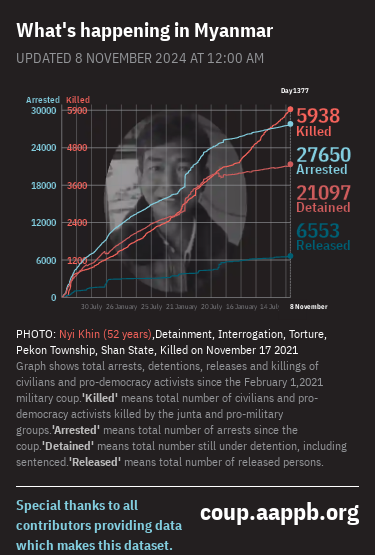 What's happening in Myanmar
UPDATED 8 NOVEMBER 2024 AT 12:00 AM
Day1377
Arrested Killed
30000 5900
24000 4800
18000 3600
12000 2400
6000 1200
0
5938
Killed
27650
Arrested
21097
Detained
6553
Released
30 July 26 January 25 July 21 January 20 July 16 January 14 July 8 November
PHOTO: Nyi Khin (52 years),Detainment, Interrogation, Torture,
Pekon Township, Shan State, Killed on November 17 2021
Graph shows total arrests, detentions, releases and killings of
civilians and pro-democracy activists since the February 1,2021
military coup.'Killed' means total number of civilians and pro-
democracy activists killed by the junta and pro-military
groups.'Arrested' means total number of arrests since the
coup.'Detained' means total number still under detention, including
sentenced.'Released' means total number of released persons.
Special thanks to all
contributors providing data
which makes this dataset.
coup.aappb.org